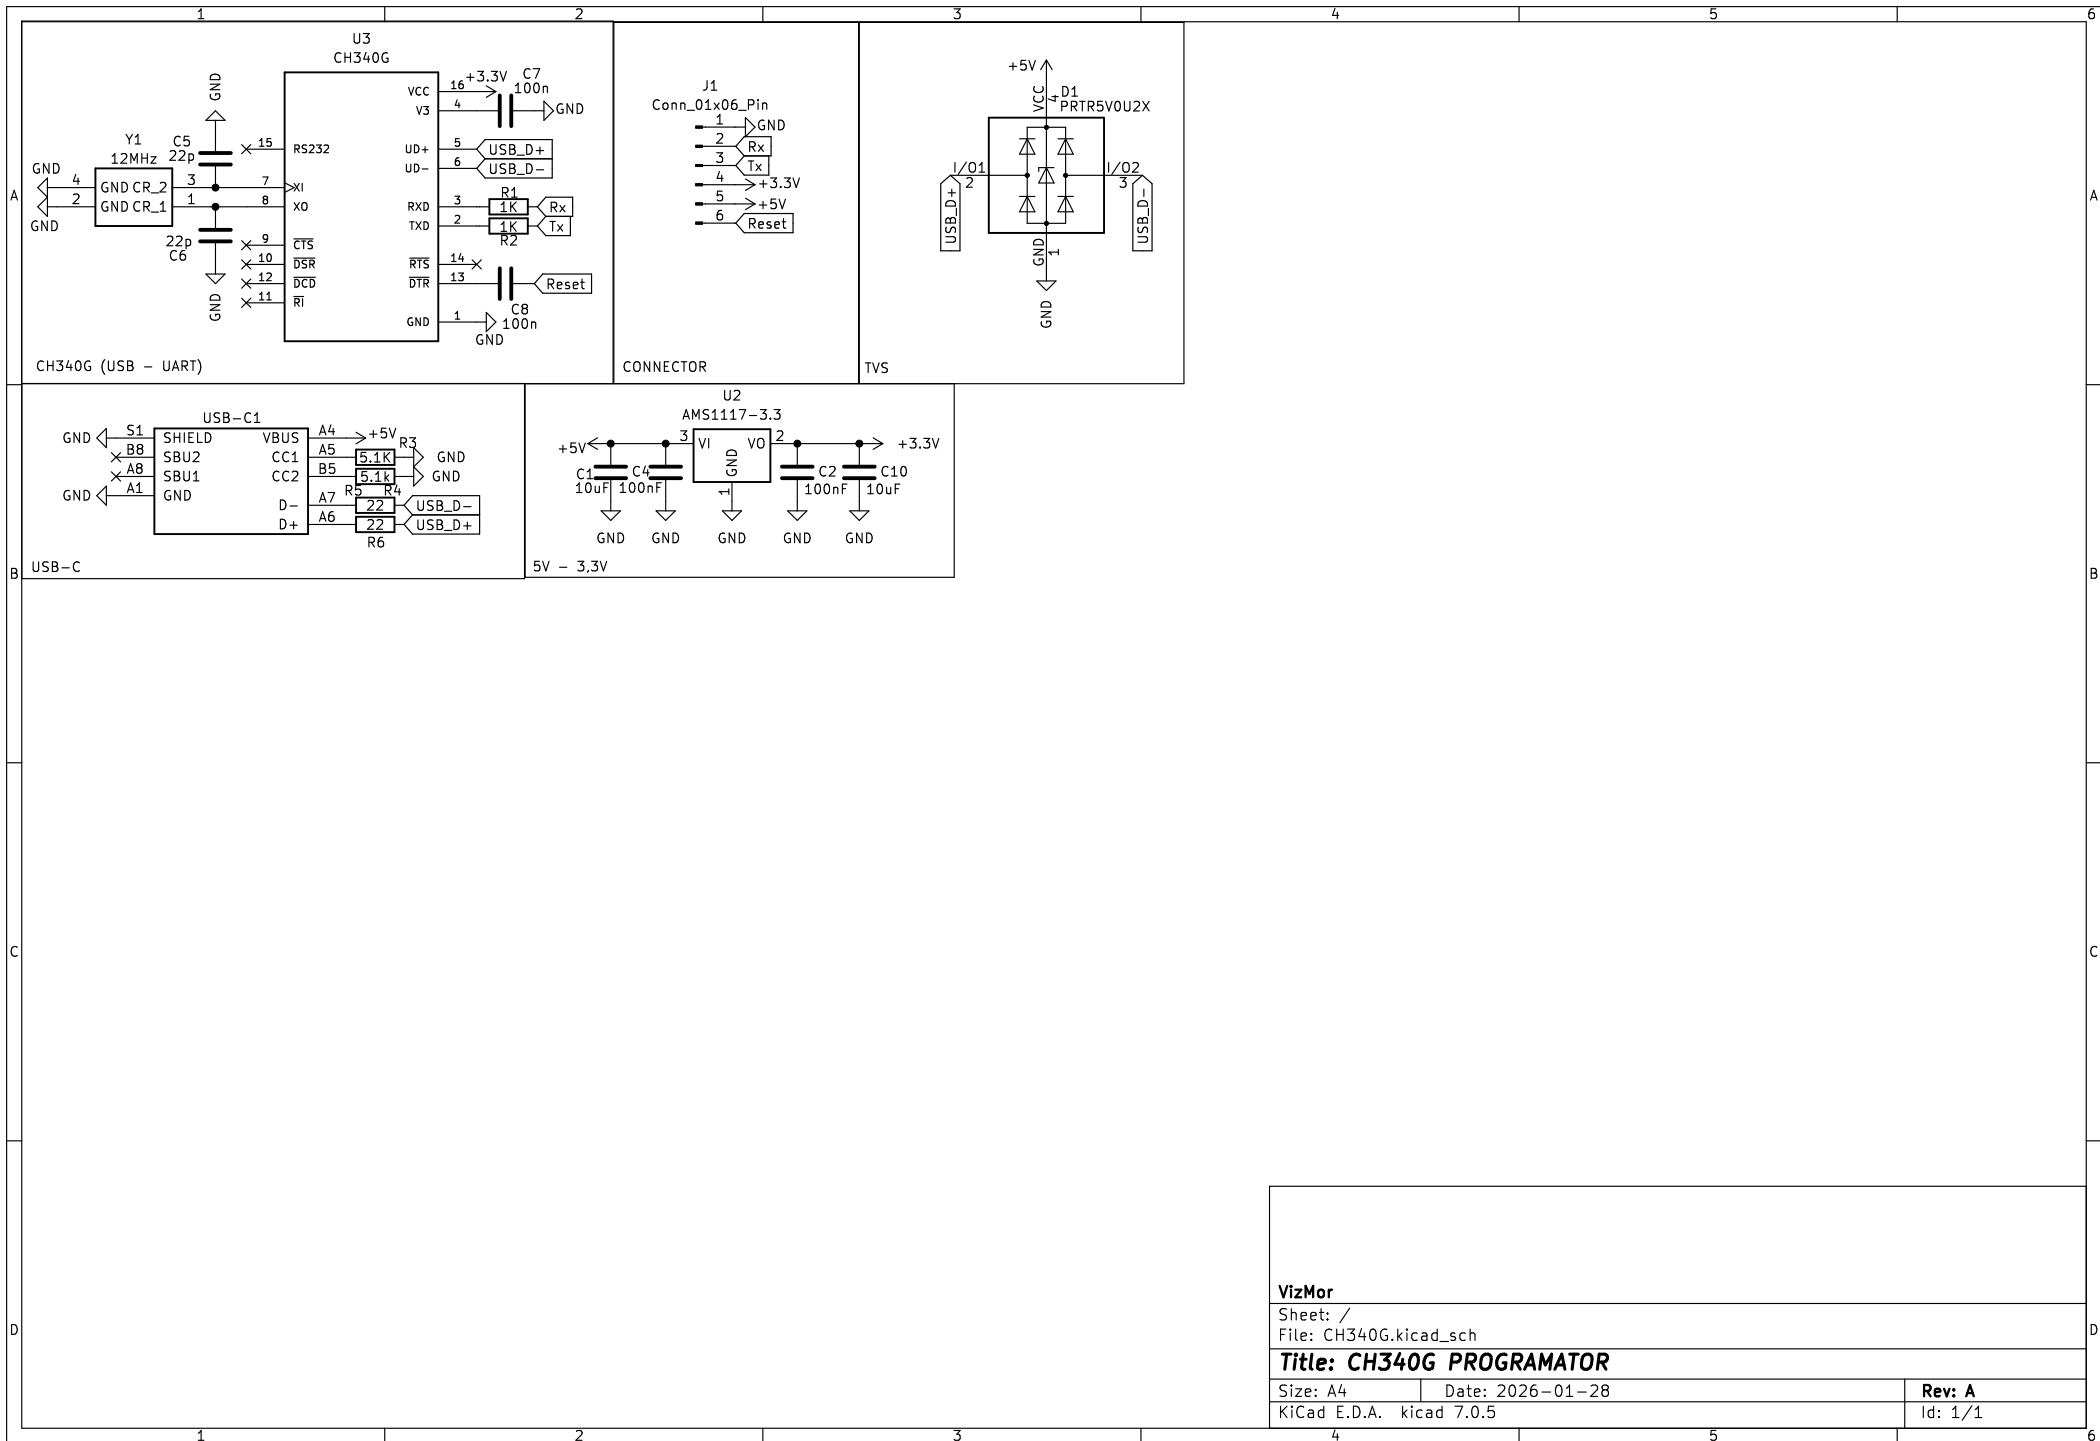 1 2 3 4 5 6
A
B
C
D
A
B
C
D
U3
CH340G
VCC 16 +3.3V
C7
100n
V3 4
GND
15 RS232
UD+ 5 USB_D+
UD- 6 USB_D-
GND
C5
22p
Y1
12MHz
GND
4 GND CR_2 3
7 XI
2 GND CR_1 1
8 XO
GND
22p
C6
GND
RXD 3
R1
1K
Rx
TXD 2
1K
R2
Tx
9 CTS
10 DSR
12 DCD
11 RI
RTS 14
DTR 13
Reset
C8
100n
GND 1
GND
CH340G (USB - UART)
J1
Conn_01x06_Pin
1 GND
2 Rx
3 Tx
4 +3.3V
5 +5V
6 Reset
CONNECTOR
+5V
VCC
4
D1
PRTR5V0U2X
I/O1
2
I/O2
3
USB_D+
USB_D-
GND
1
GND
TVS
USB-C1
GND S1 SHIELD
B8 SBU2
A8 SBU1
GND A1 GND
VBUS A4 +5V
R3
CC1 A5 5.1K GND
CC2 B5 5.1k GND
R5 R4
D- A7 22 USB_D-
D+ A6 22 USB_D+
R6
USB-C
U2
AMS1117-3.3
+5V
3 VI VO 2
+3.3V
GND
1
C1
10uF
C4
100nF
C2
100nF
C10
10uF
GND GND GND GND GND
5V - 3,3V
VizMor
Sheet: /
File: CH340G.kicad_sch
Title: CH340G PROGRAMATOR
Size: A4 Date: 2026-01-28 Rev: A
KiCad E.D.A. kicad 7.0.5 Id: 1/1
1 2 3 4 5 6